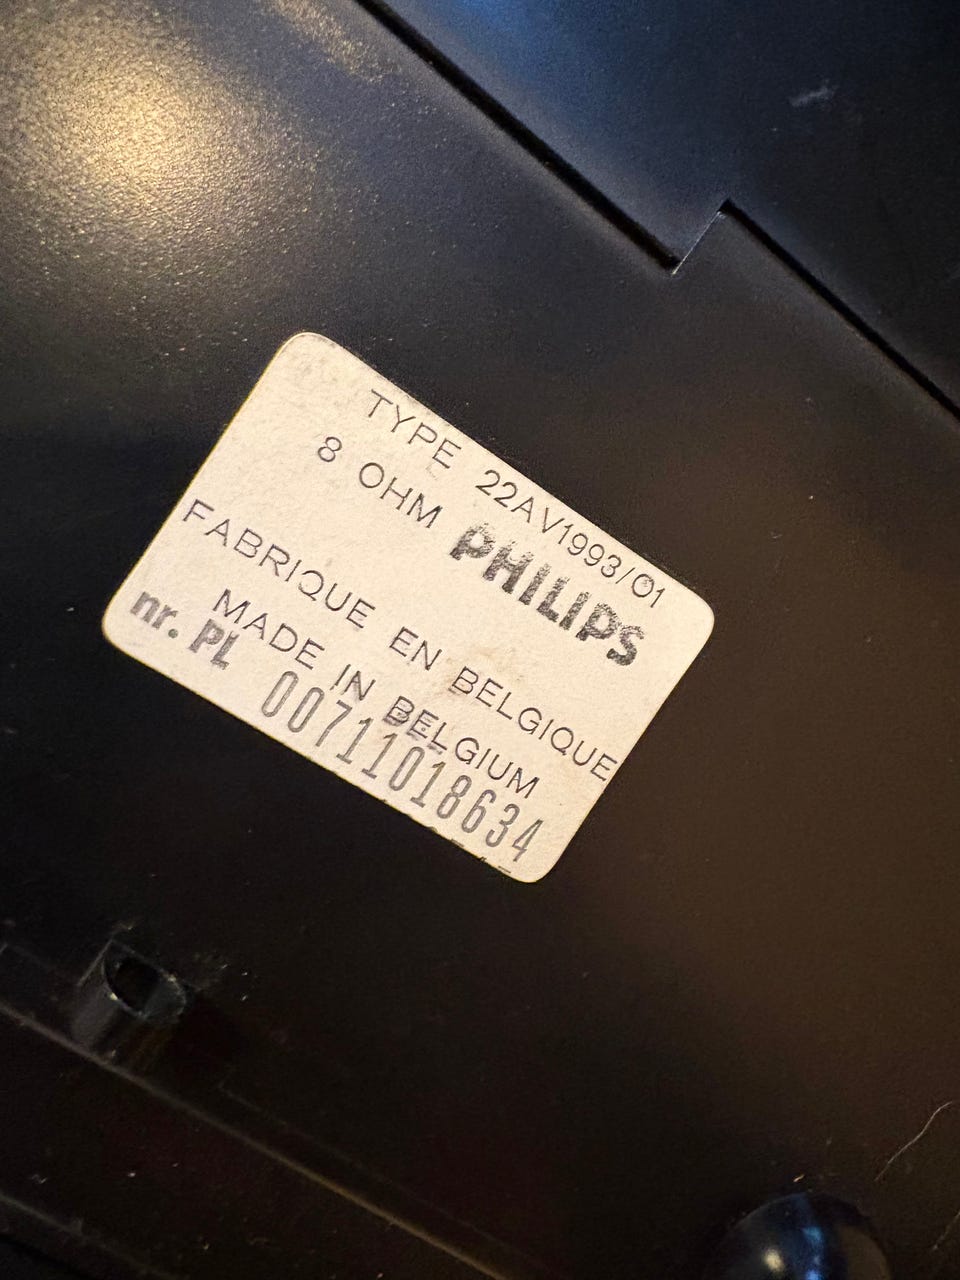 TYPE 22AV1993/01
8 OHM PHILIPS
FABRIQUE EN BELGIQUE
MADE IN BELGIUM
nr. PL 00711018634